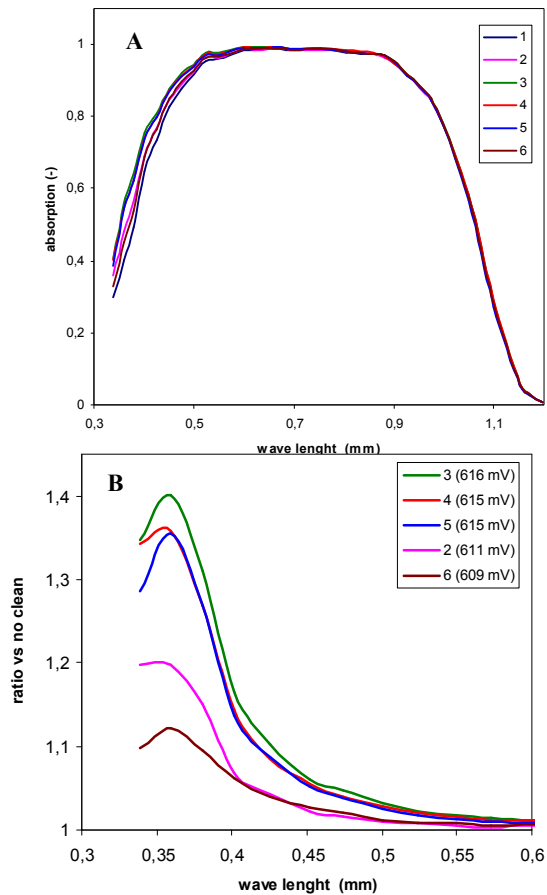 A
1
2
3
4
5
6
1
0,8
0,6
0,4
0,2
0
absorption (-)
0,3 0,5 0,7 0,9 1,1
wave lenght (mm)
B
3 (616 mV)
4 (615 mV)
5 (615 mV)
2 (611 mV)
6 (609 mV)
1,4
1,3
1,2
1,1
1
ratio vs no clean
0,3 0,35 0,4 0,45 0,5 0,55 0,6
wave lenght (mm)